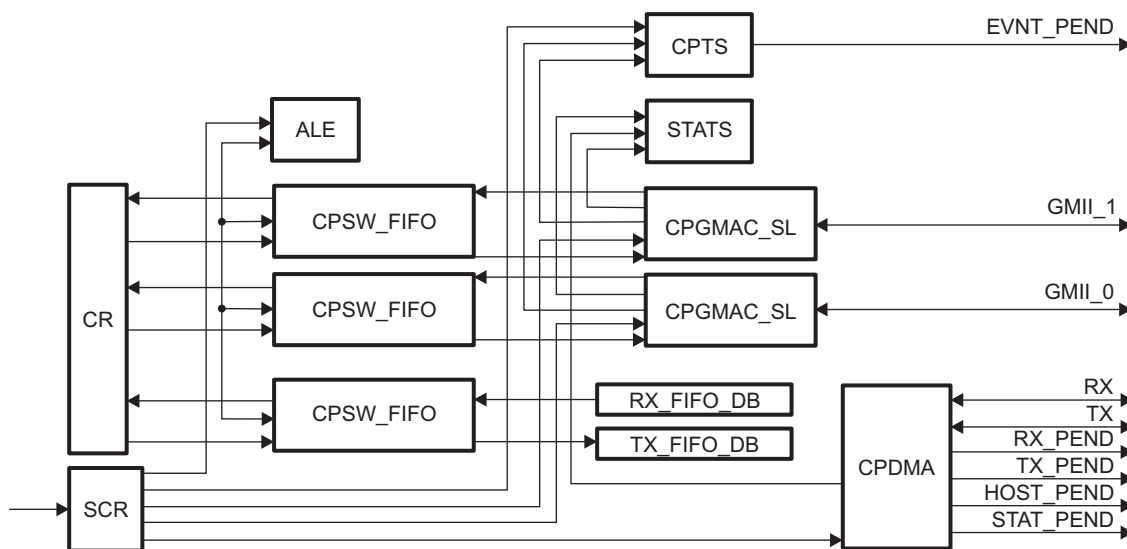 EVNT_PEND
CPTS
ALE
STATS
CPSW_FIFO
CPGMAC_SL
GMII_1
CR
CPSW_FIFO
CPGMAC_SL
GMII_0
CPSW_FIFO
RX_FIFO_DB
TX_FIFO_DB
CPDMA
RX
TX
RX_PEND
TX_PEND
HOST_PEND
STAT_PEND
SCR